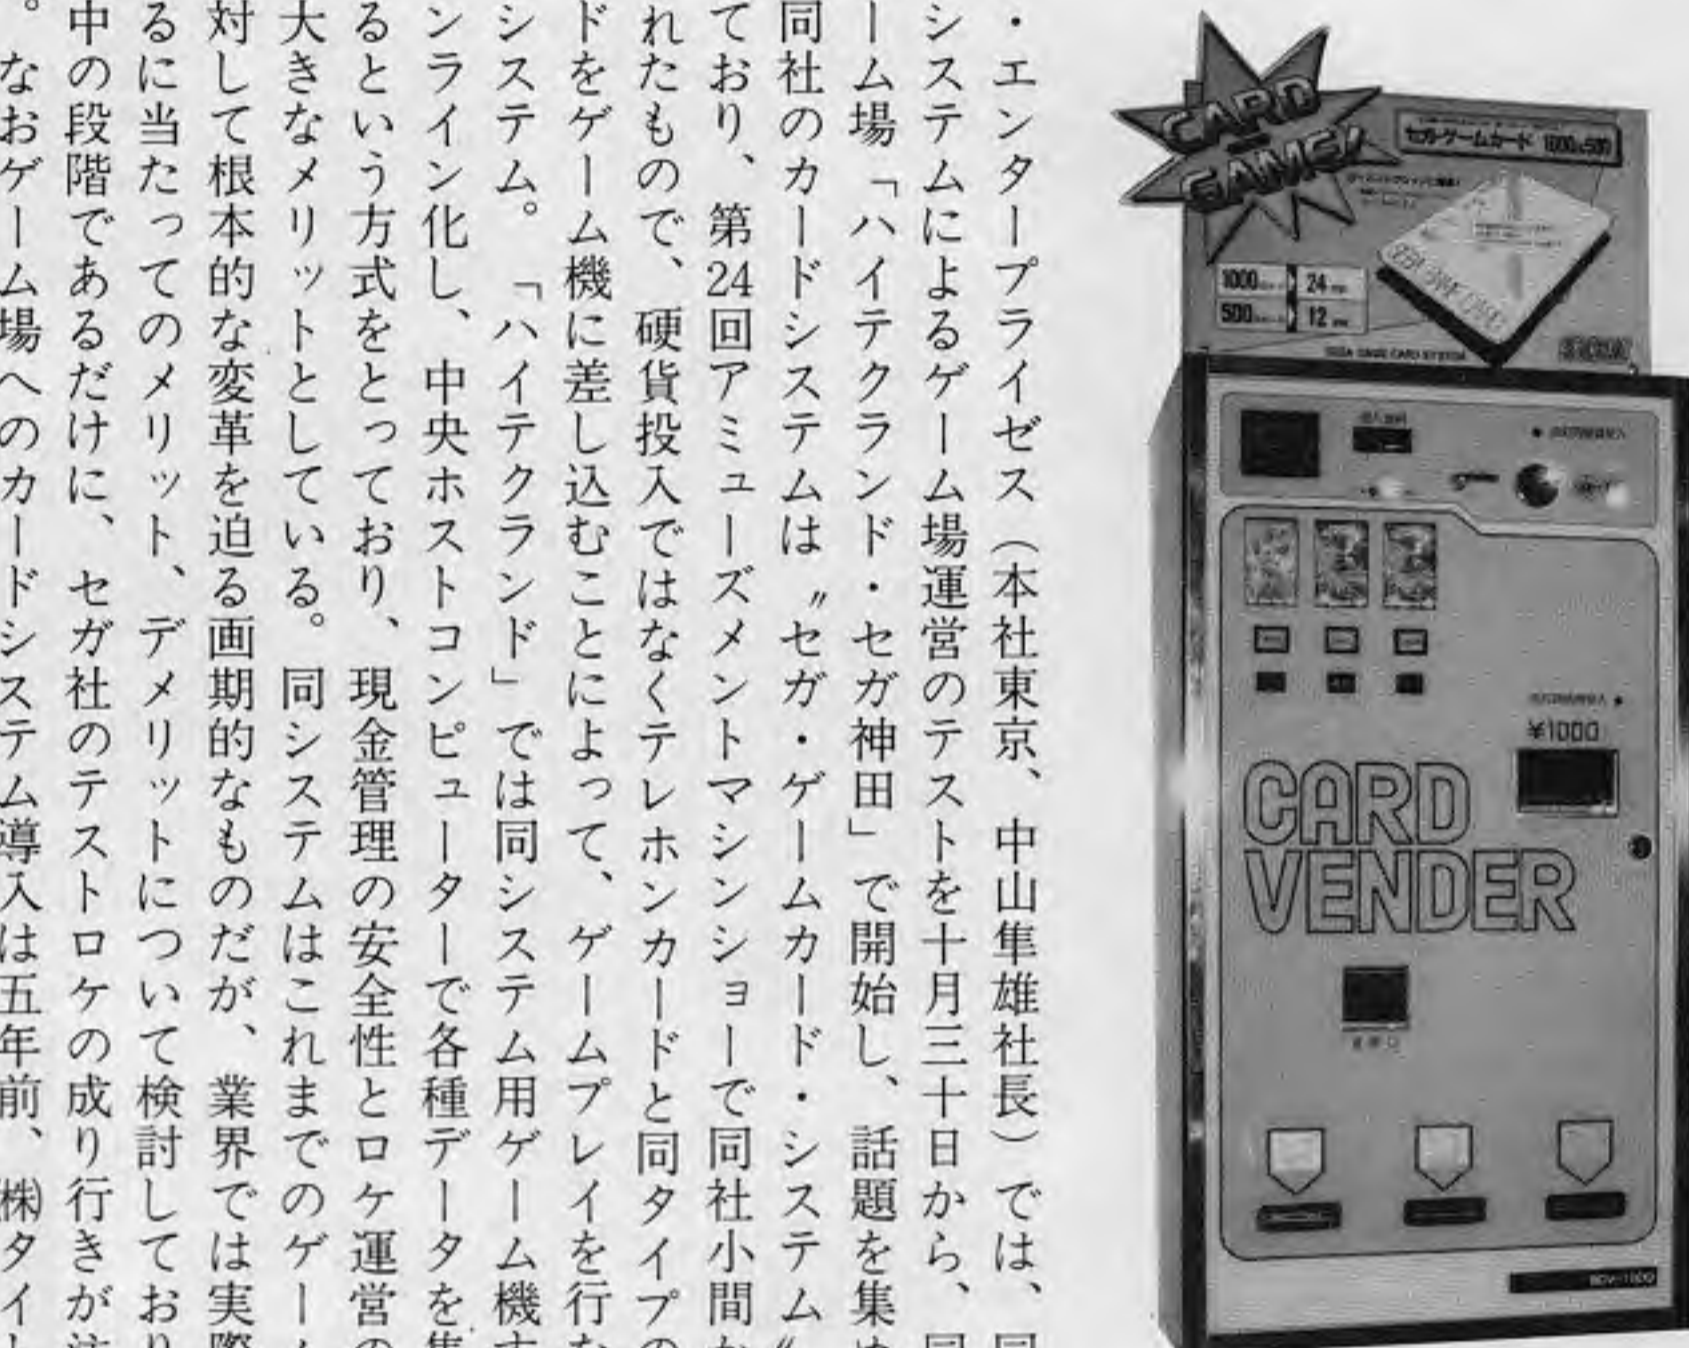 ・エンタープライゼス（本社東京、中山隼雄社長）では、同
システムによるゲーム場運営のテストを十月三十日から、同
ーム場「ハイテクランド・セガ神田」で開始し、話題を集め
同社のカードシステムは〝セガ・ゲームカード・システム〟
ており、第24回アミューズメントマシンショーで同社小間か
れたもので、硬貨投入ではなくテレホンカードと同タイプの
ドをゲーム機に差し込むことによって、ゲームプレイを行な
システム。「ハイテクランド」では同システム用ゲーム機す
ンライン化し、中央ホストコンピューターで各種データを集
るという方式をとっており、現金管理の安全性とロケ運営の
大きなメリットとしている。同システムはこれまでのゲーム
対して根本的な変革を迫る画期的なものだが、業界では実際
るに当たってのメリット、デメリットについて検討しており
中の段階であるだけに、セガ社のテストロケの成り行きが注
。なおゲーム場へのカードシステム導入は五年前、㈱タイト
CARD
GAME!
セガ・ゲームカード 1000・500
1000 24
500 12
SEGA GAME CARD
SEGA GAME CARD SYSTEM
¥1000
CARD
VENDER